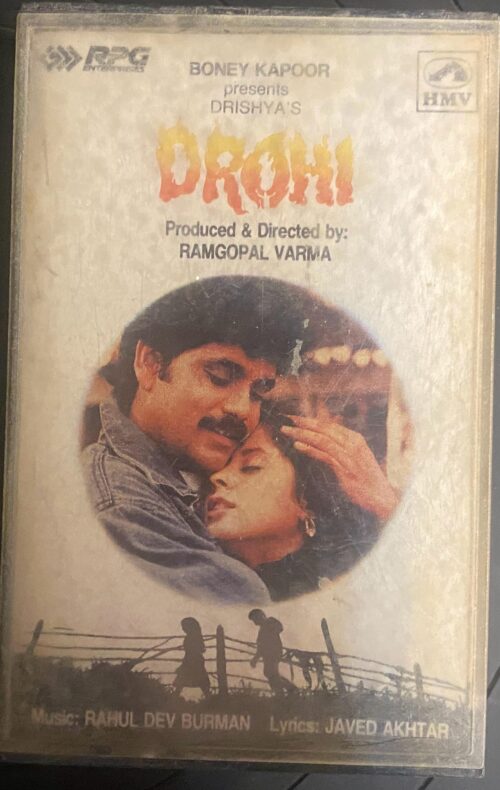 RPG
ENTERPRISES
HMV
BONEY KAPOOR
presents
DRISHYA'S
DROHI
Produced & Directed by:
RAMGOPAL VARMA
Music: RAHUL DEV BURMAN Lyrics: JAVED AKHTAR